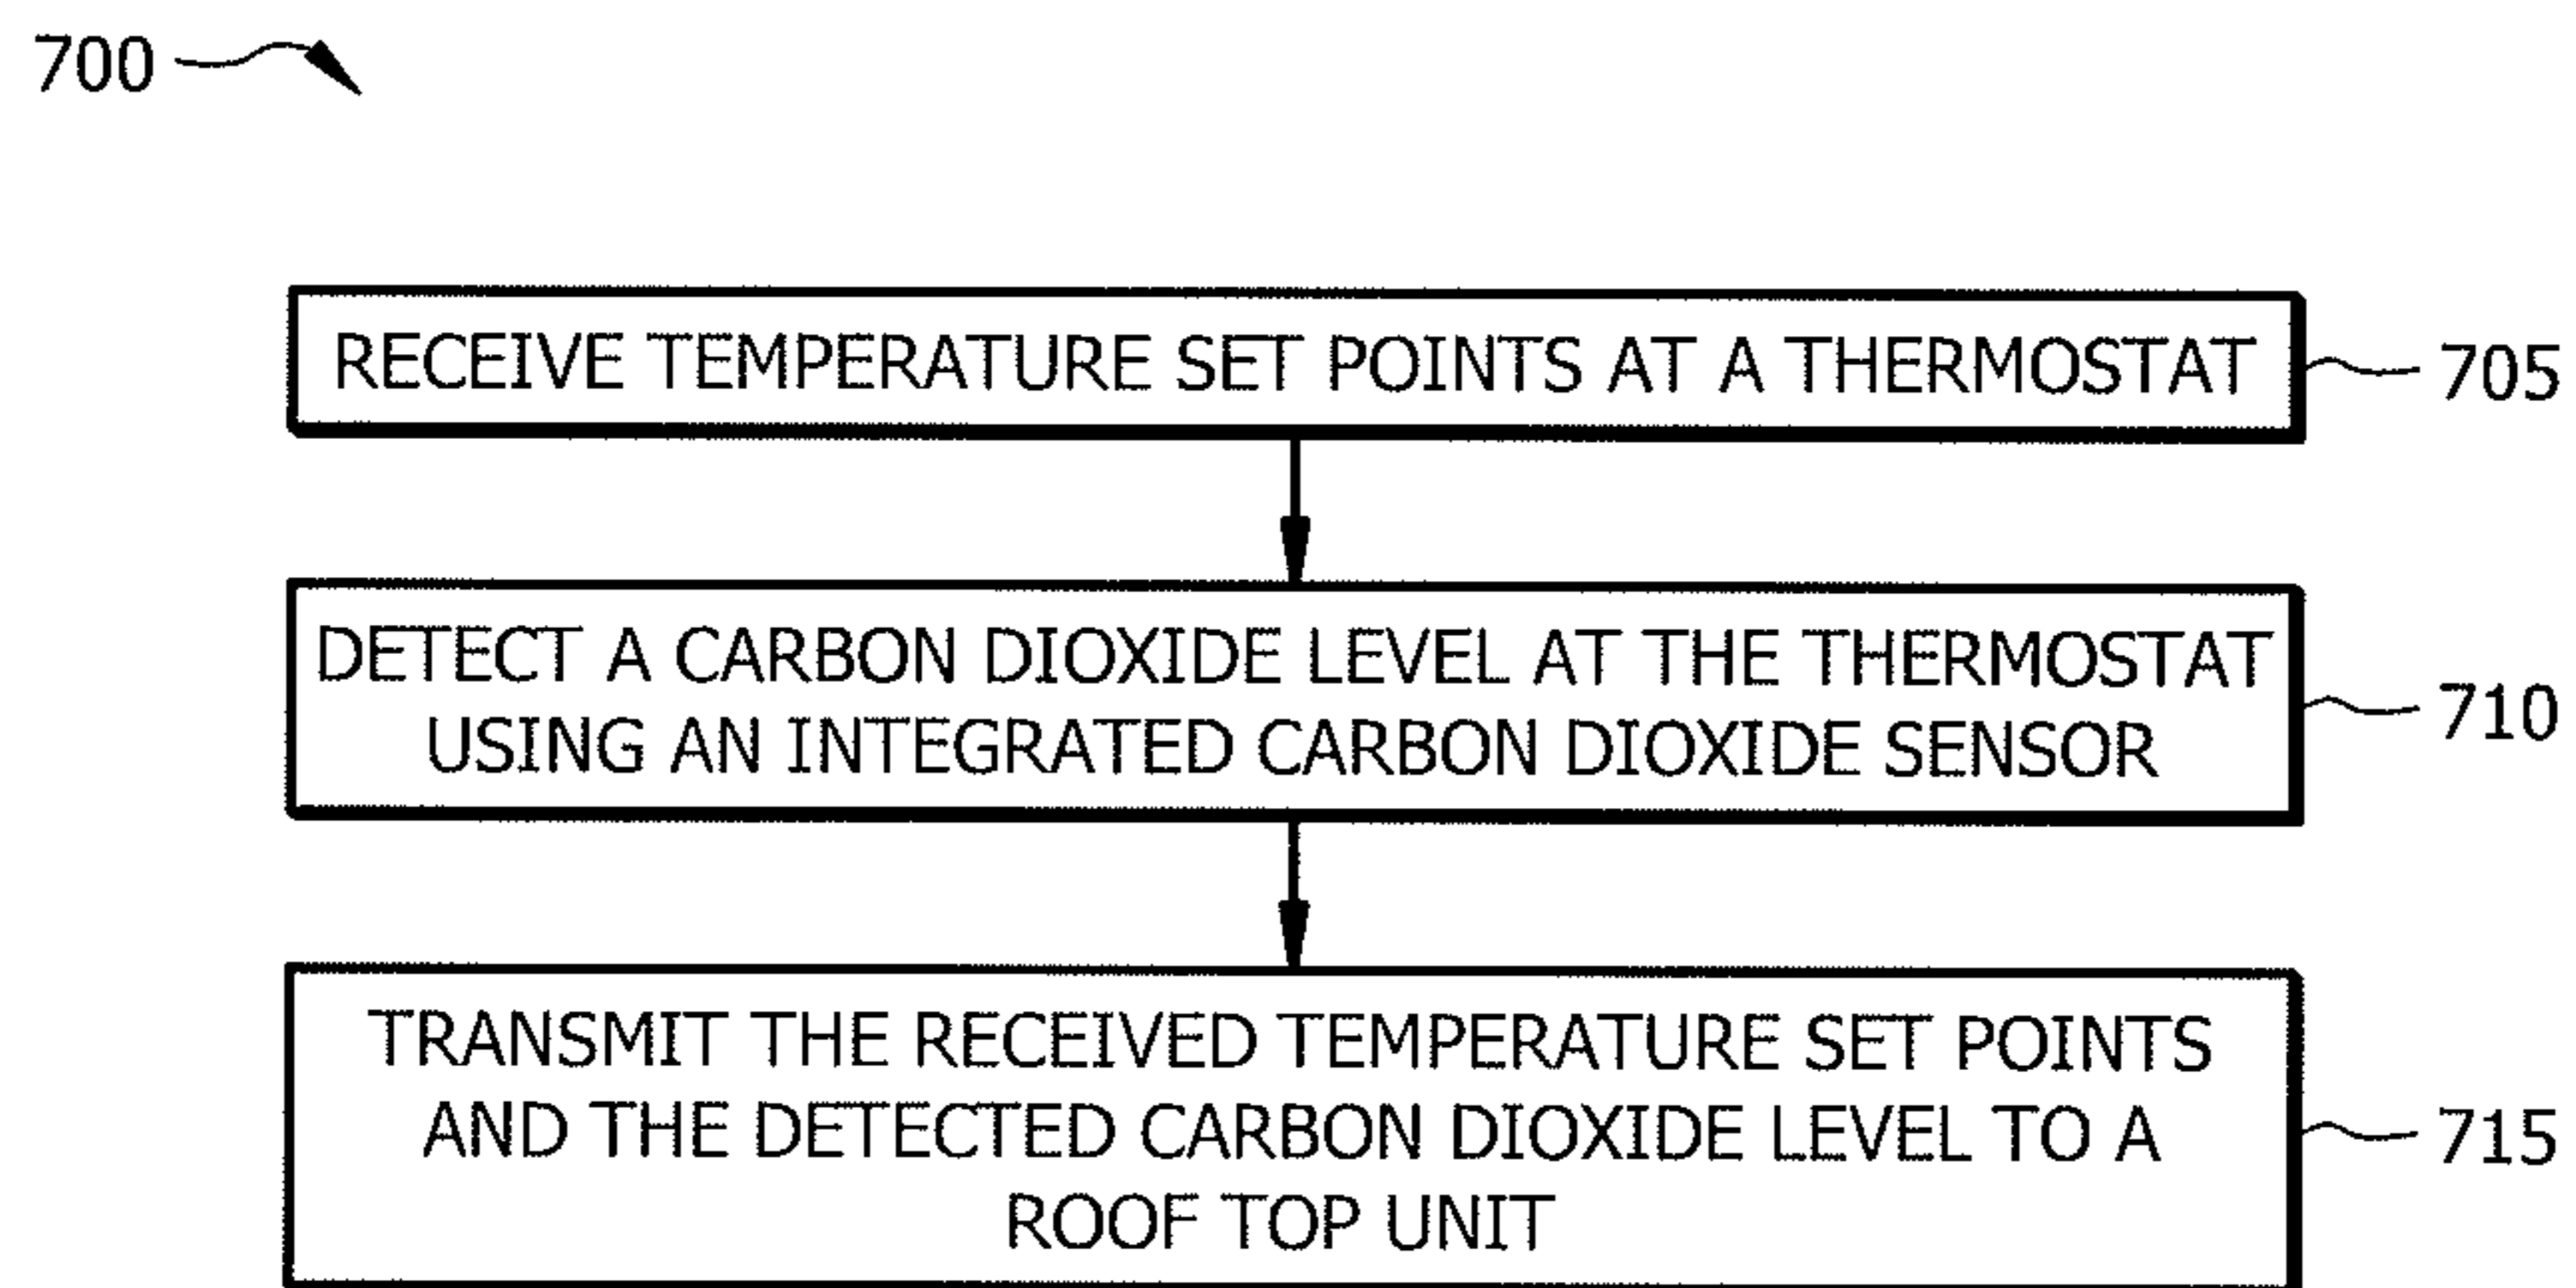 700
RECEIVE TEMPERATURE SET POINTS AT A THERMOSTAT
705
DETECT A CARBON DIOXIDE LEVEL AT THE THERMOSTAT
USING AN INTEGRATED CARBON DIOXIDE SENSOR
710
TRANSMIT THE RECEIVED TEMPERATURE SET POINTS
AND THE DETECTED CARBON DIOXIDE LEVEL TO A
ROOF TOP UNIT
715